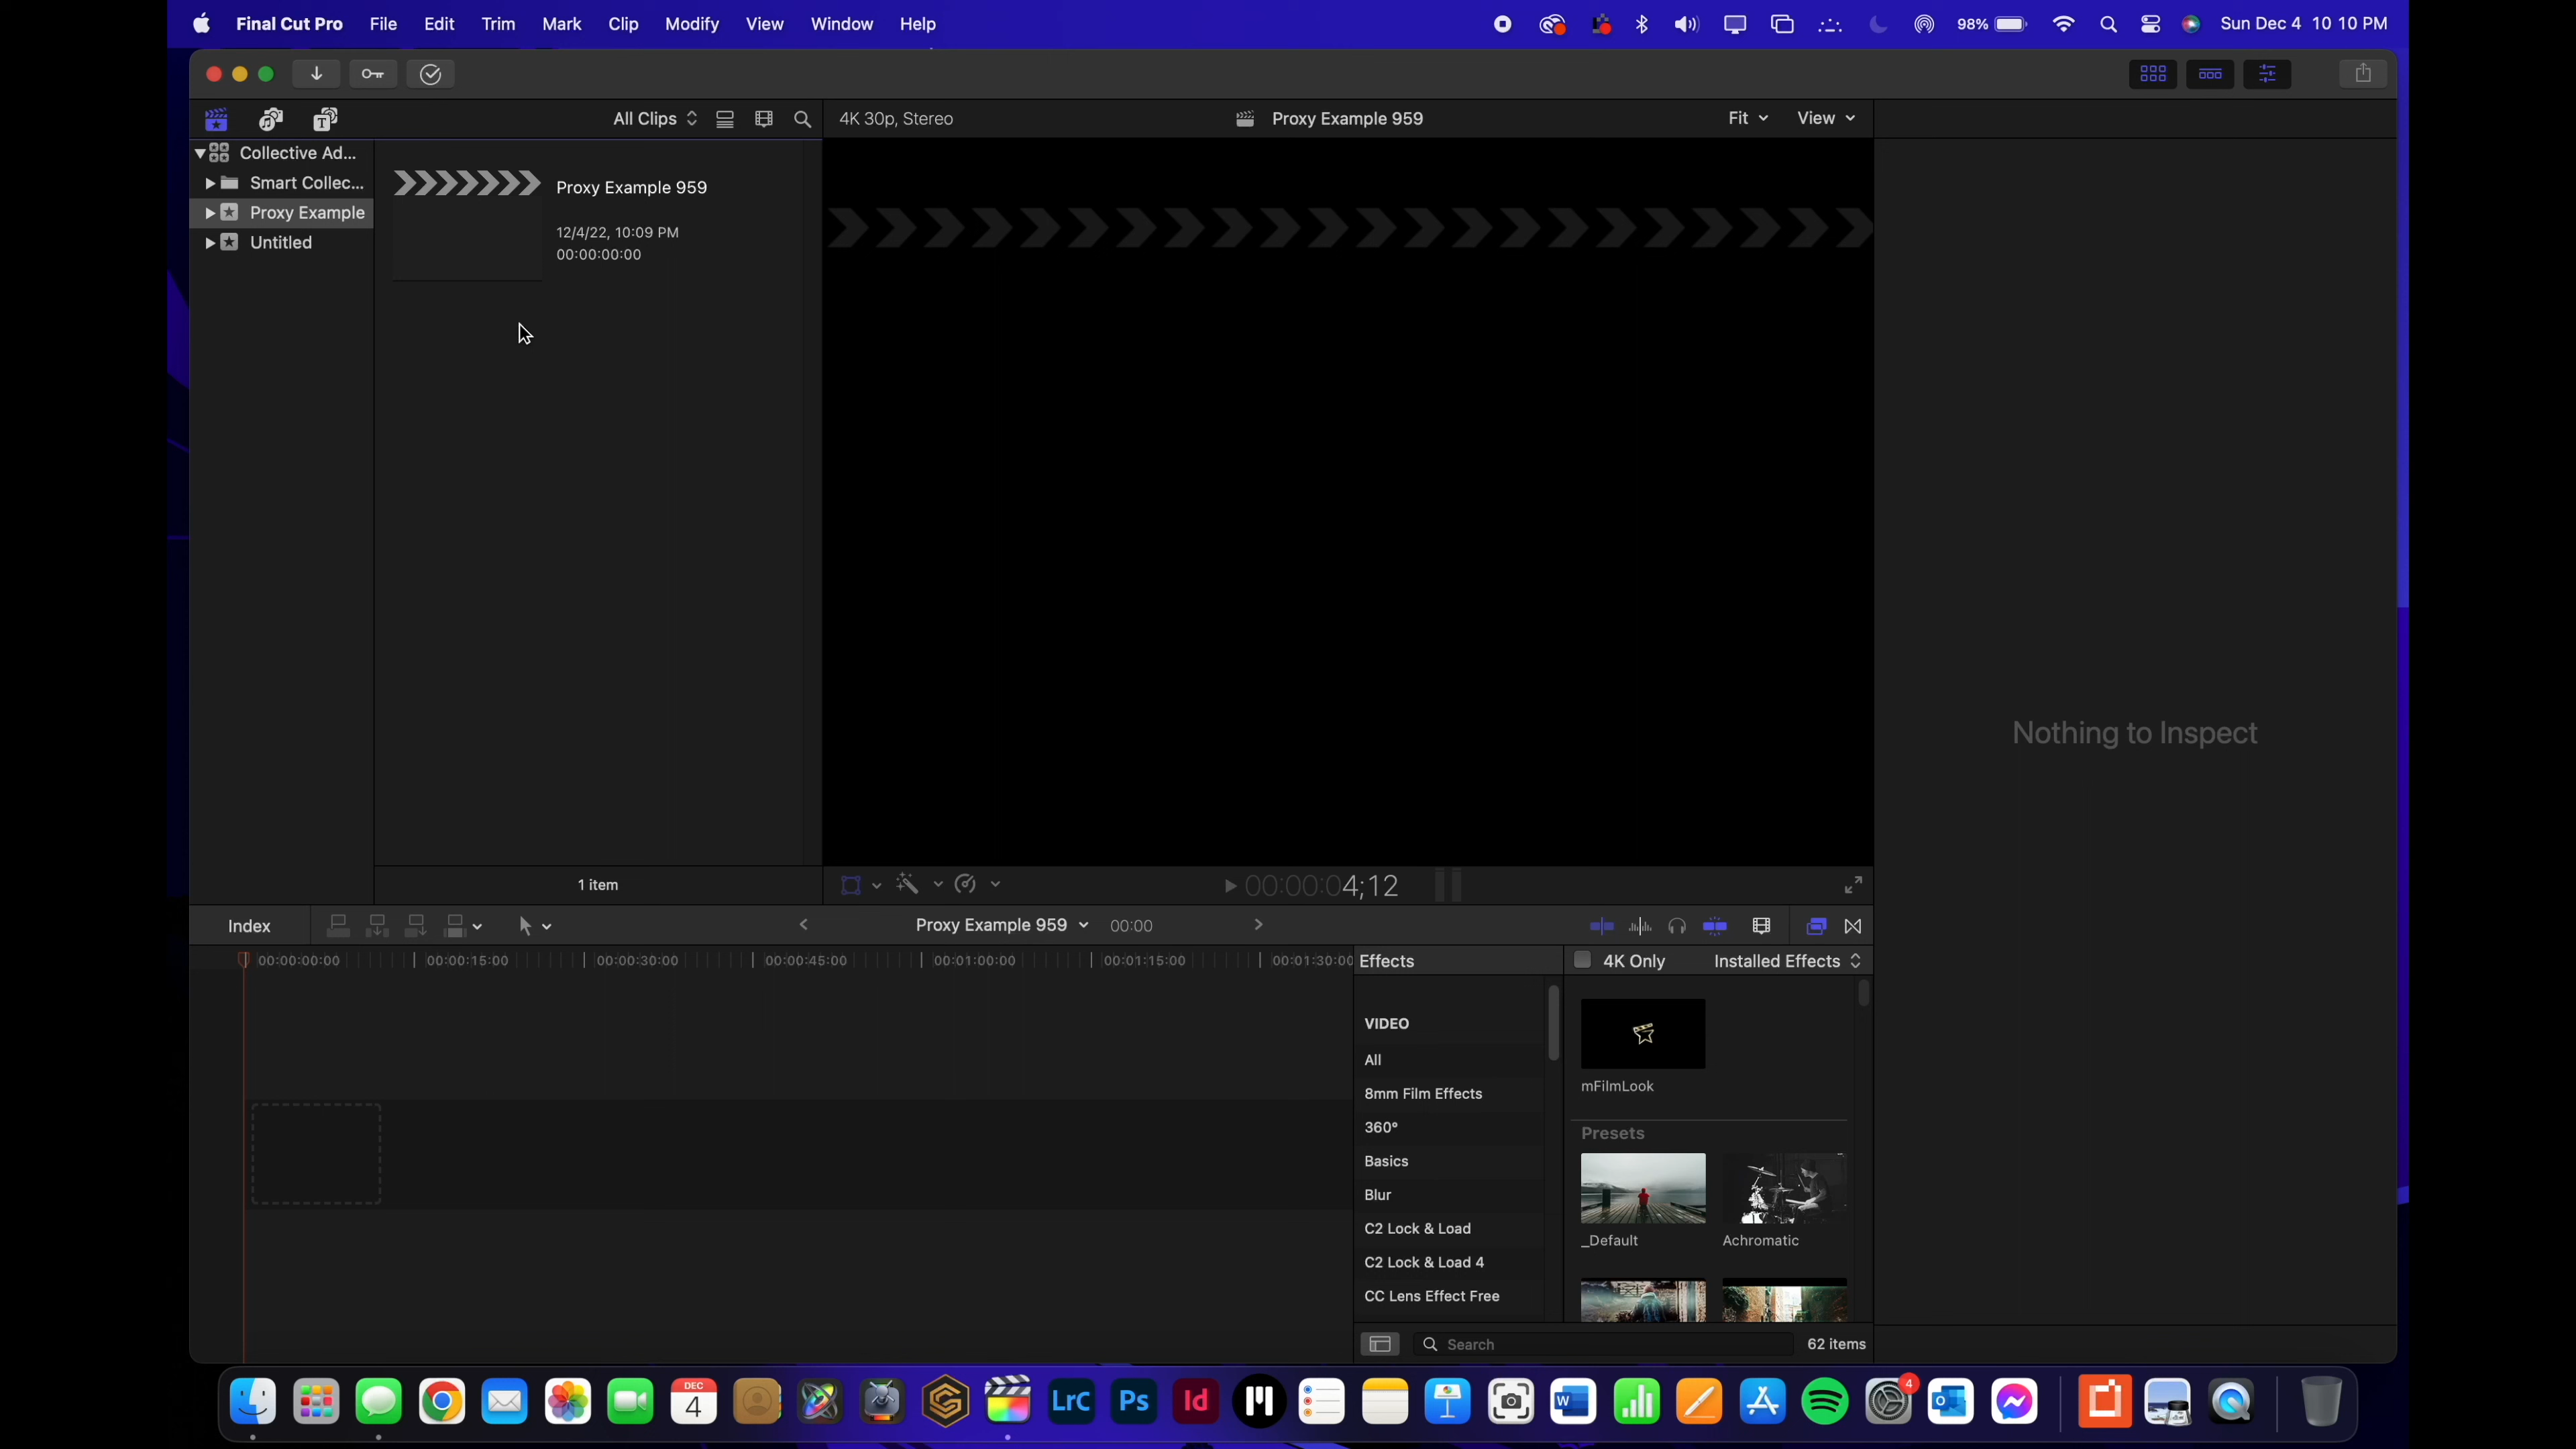 Final Cut Pro File Edit Trim Mark Clip Modify View Window Help 98% Sun Dec 4 10 10 PM
All Clips 4K 30p, Stereo Proxy Example 959 Fit View
Collective Ad...
Smart Collec...
Proxy Example
Untitled
Proxy Example 959
12/4/22, 10:09 PM
00:00:00:00
Nothing to Inspect
1 item
00:00:04;12
Index Proxy Example 959 00:00
00:00:00:00 00:00:15:00 00:00:30:00 00:00:45:00 00:01:00:00 00:01:15:00 00:01:30:00
Effects 4K Only Installed Effects
VIDEO
All
8mm Film Effects
360°
Basics
Blur
C2 Lock & Load
C2 Lock & Load 4
CC Lens Effect Free
mFilmLook
Presets
_Default Achromatic
Search 62 items
DEC
4
LrC Ps Id W 4 O